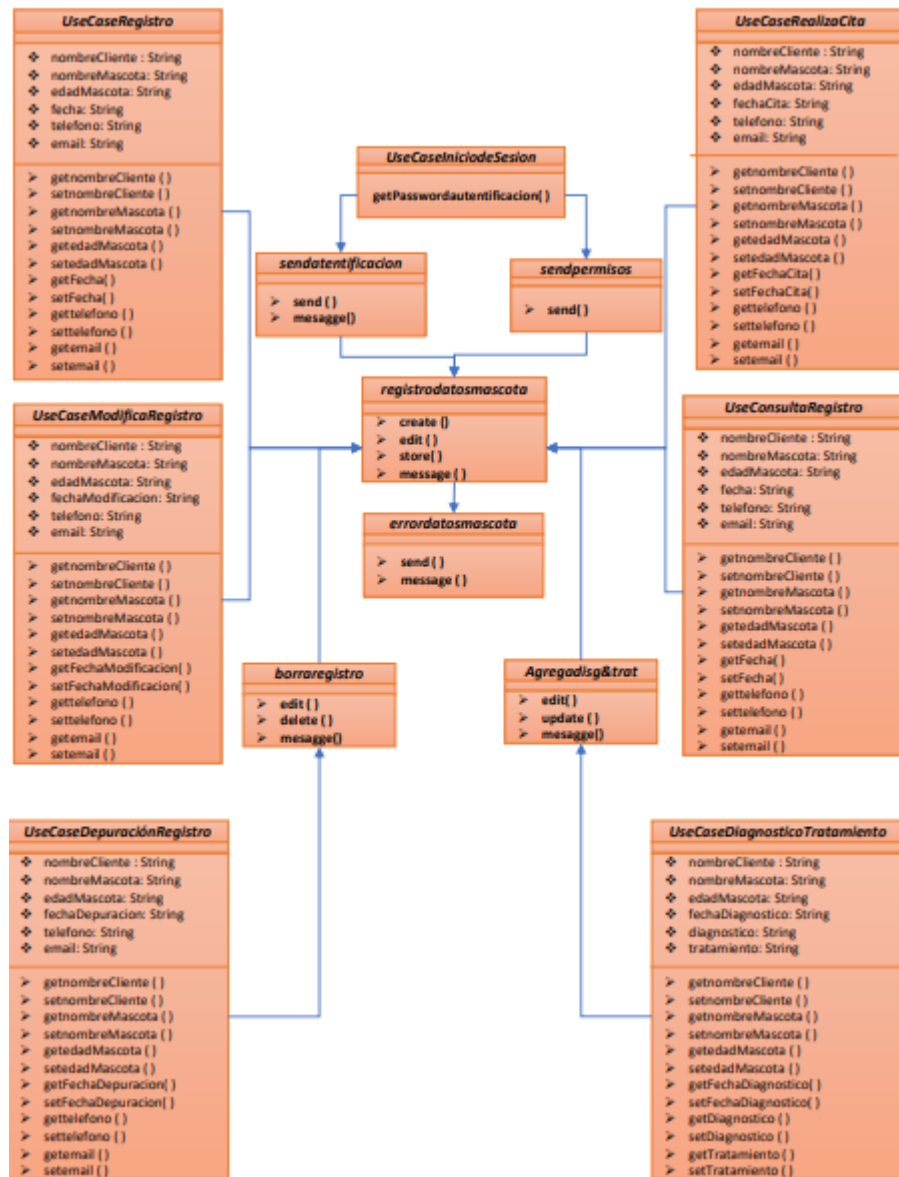 UseCaseRegistro
nombreCliente : String
nombreMascota: String
edadMascota: String
fecha: String
telefono: String
email: String
getnombreCliente ( )
setnombreCliente ( )
getnombreMascota ( )
setnombreMascota ( )
getedadMascota ( )
setedadMascota ( )
getFecha()
setFecha( )
gettelefono ( )
settelefono ( )
getemail ( )
setemail ( )
UseCaseRealizaCita
nombreCliente : String
nombreMascota: String
edadMascota: String
fechaCita: String
telefono: String
email: String
getnombreCliente ( )
setnombreCliente ( )
getnombreMascota ( )
setnombreMascota ( )
getedadMascota ( )
setedadMascota ( )
getFechaCita( )
setFechaCita( )
gettelefono ( )
settelefono ( )
getemail ( )
setemail ( )
UseCaseIniciodeSesion
getPasswordautentificacion( )
sendatentificacion
send ( )
mesagge()
sendpermisos
send( )
registrodatosmascota
create ()
edit ( )
store( )
message ( )
errordatosmascota
send ( )
message ( )
UseCaseModificaRegistro
nombreCliente : String
nombreMascota: String
edadMascota: String
fechaModificacion: String
telefono: String
email: String
getnombreCliente ( )
setnombreCliente ( )
getnombreMascota ( )
setnombreMascota ( )
getedadMascota ( )
setedadMascota ( )
getFechaModificacion( )
setFechaModificacion( )
gettelefono ( )
settelefono ( )
getemail ( )
setemail ( )
UseConsultaRegistro
nombreCliente : String
nombreMascota: String
edadMascota: String
fecha: String
telefono: String
email: String
getnombreCliente ( )
setnombreCliente ( )
getnombreMascota ( )
setnombreMascota ( )
getedadMascota ( )
setedadMascota ( )
getFecha()
setFecha( )
gettelefono ( )
settelefono ( )
getemail ( )
setemail ( )
borraregistro
edit ( )
delete ( )
mesagge()
Agregadisg&trat
edit( )
update ( )
mesagge()
UseCaseDepuraciónRegistro
nombreCliente : String
nombreMascota: String
edadMascota: String
fechaDepuracion: String
telefono: String
email: String
getnombreCliente ( )
setnombreCliente ( )
getnombreMascota ( )
setnombreMascota ( )
getedadMascota ( )
setedadMascota ( )
getFechaDepuracion( )
setFechaDepuracion( )
gettelefono ( )
settelefono ( )
getemail ( )
setemail ( )
UseCaseDiagnosticoTratamiento
nombreCliente : String
nombreMascota: String
edadMascota: String
fechaDiagnostico: String
diagnostico: String
tratamiento: String
getnombreCliente ( )
setnombreCliente ( )
getnombreMascota ( )
setnombreMascota ( )
getedadMascota ( )
setedadMascota ( )
getFechaDiagnostico( )
setFechaDiagnostico( )
getDiagnostico ( )
setDiagnostico ( )
getTratamiento ( )
setTratamiento ( )